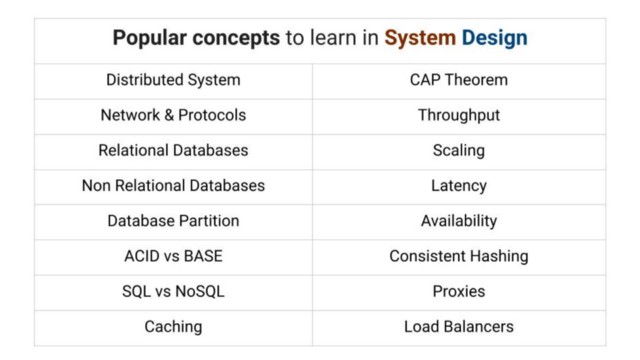 Popular concepts to learn in System Design
Distributed System
CAP Theorem
Network & Protocols
Throughput
Relational Databases
Scaling
Non Relational Databases
Latency
Database Partition
Availability
ACID vs BASE
Consistent Hashing
SQL vs NoSQL
Proxies
Caching
Load Balancers